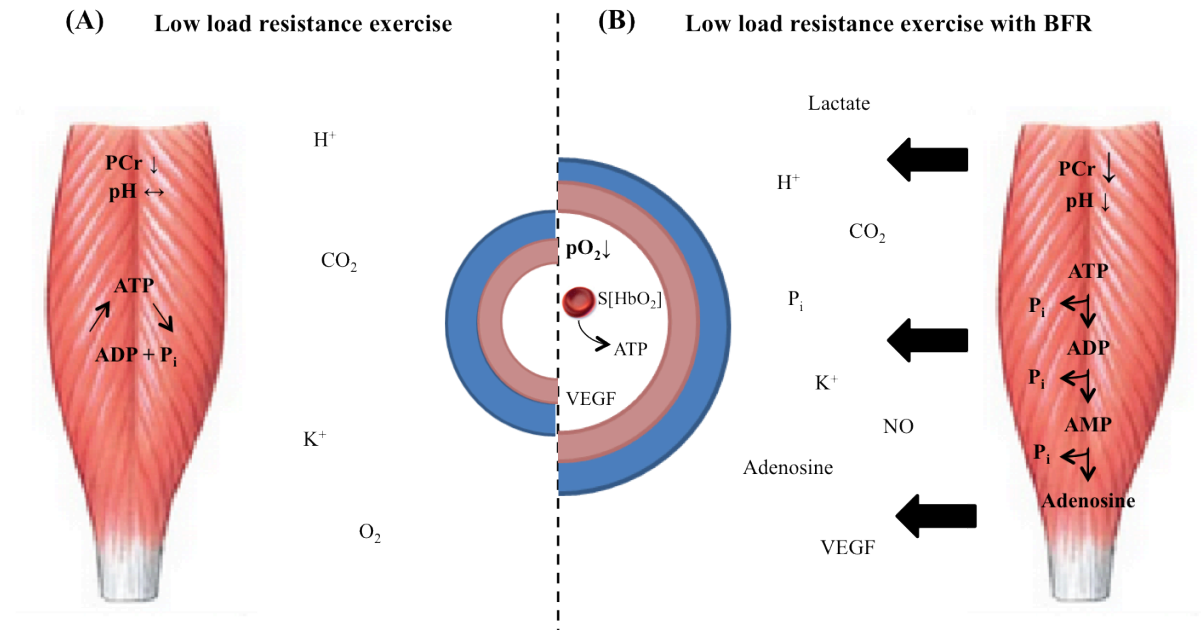 (A) Low load resistance exercise
PCr ↓
pH ↔
ATP
ADP + Pᵢ
H⁺
CO₂
K⁺
O₂
(B) Low load resistance exercise with BFR
pO₂↓
S[HbO₂]
ATP
VEGF
Lactate
H⁺
CO₂
Pᵢ
K⁺
NO
Adenosine
VEGF
PCr ↓
pH ↓
ATP
Pᵢ
ADP
Pᵢ
AMP
Pᵢ
Adenosine